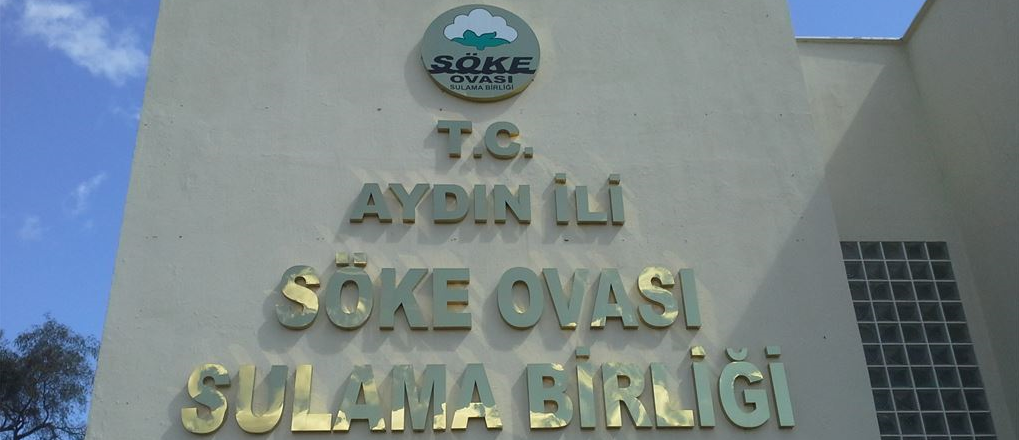 SÖKE
OVASI
SULAMA BİRLİĞİ
T.C.
AYDIN İLİ
SÖKE OVASI
SULAMA BİRLİĞİ